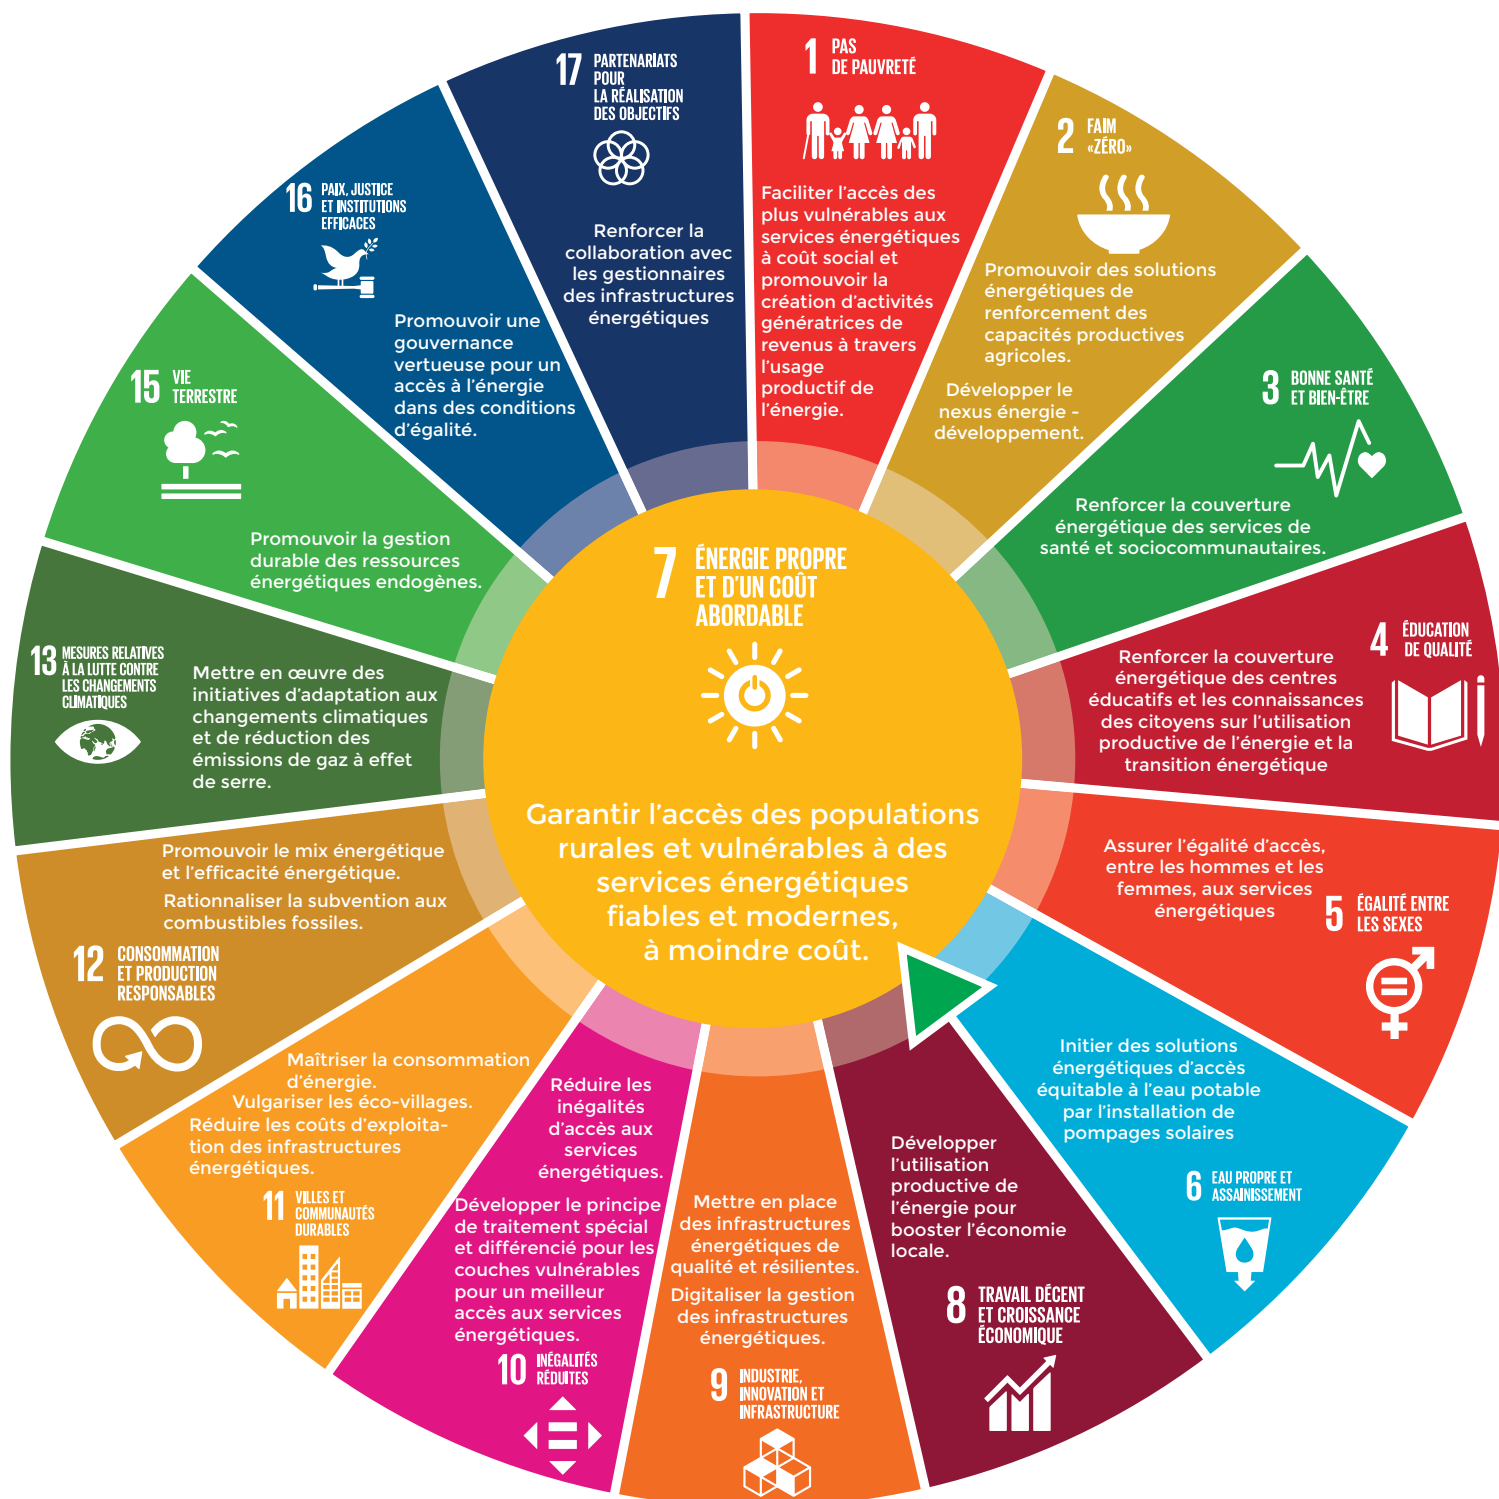 1 PAS
DE PAUVRETÉ
Faciliter l'accès des
plus vulnérables aux
services énergétiques
à coût social et
promouvoir la
création d'activités
génératrices de
revenus à travers
l'usage
productif de
l'énergie.
2 FAIM
«ZÉRO»
Promouvoir des solutions
énergétiques de
renforcement des
capacités productives
agricoles.
Développer le
nexus énergie -
développement.
3 BONNE SANTÉ
ET BIEN-ÊTRE
Renforcer la couverture
énergétique des services de
santé et sociocommunautaires.
4 ÉDUCATION
DE QUALITÉ
Renforcer la couverture
énergétique des centres
éducatifs et les connaissances
des citoyens sur l'utilisation
productive de l'énergie et la
transition énergétique
Assurer l'égalité d'accès,
entre les hommes et les
femmes, aux services
énergétiques
5 ÉGALITÉ ENTRE
LES SEXES
Initier des solutions
énergétiques d'accès
équitable à l'eau potable
par l'installation de
pompages solaires
6 EAU PROPRE ET
ASSAINISSEMENT
7 ÉNERGIE PROPRE
ET D'UN COÛT
ABORDABLE
Garantir l'accès des populations
rurales et vulnérables à des
services énergétiques
fiables et modernes,
à moindre coût.
Développer
l'utilisation
productive de
l'énergie pour
booster l'économie
locale.
8 TRAVAIL DÉCENT
ET CROISSANCE
ÉCONOMIQUE
Mettre en place
des infrastructures
énergétiques de
qualité et résilientes.
Digitaliser la gestion
des infrastructures
énergétiques.
9 INDUSTRIE,
INNOVATION ET
INFRASTRUCTURE
Réduire les
inégalités
d'accès aux
services
énergétiques.
Développer le principe
de traitement spécial
et différencié pour les
couches vulnérables
pour un meilleur
accès aux services
énergétiques.
10 INÉGALITÉS
RÉDUITES
Maîtriser la consommation
d'énergie.
Vulgariser les éco-villages.
Réduire les coûts d'exploita-
tion des infrastructures
énergétiques.
11 VILLES ET
COMMUNAUTÉS
DURABLES
Promouvoir le mix énergétique
et l'efficacité énergétique.
Rationnaliser la subvention aux
combustibles fossiles.
12 CONSOMMATION
ET PRODUCTION
RESPONSABLES
13 MESURES RELATIVES
À LA LUTTE CONTRE
LES CHANGEMENTS
CLIMATIQUES
Mettre en œuvre des
initiatives d'adaptation aux
changements climatiques
et de réduction des
émissions de gaz à effet
de serre.
15 VIE
TERRESTRE
Promouvoir la gestion
durable des ressources
énergétiques endogènes.
16 PAIX, JUSTICE
ET INSTITUTIONS
EFFICACES
Promouvoir une
gouvernance
vertueuse pour un
accès à l'énergie
dans des conditions
d'égalité.
17 PARTENARIATS
POUR
LA RÉALISATION
DES OBJECTIFS
Renforcer la
collaboration avec
les gestionnaires
des infrastructures
énergétiques